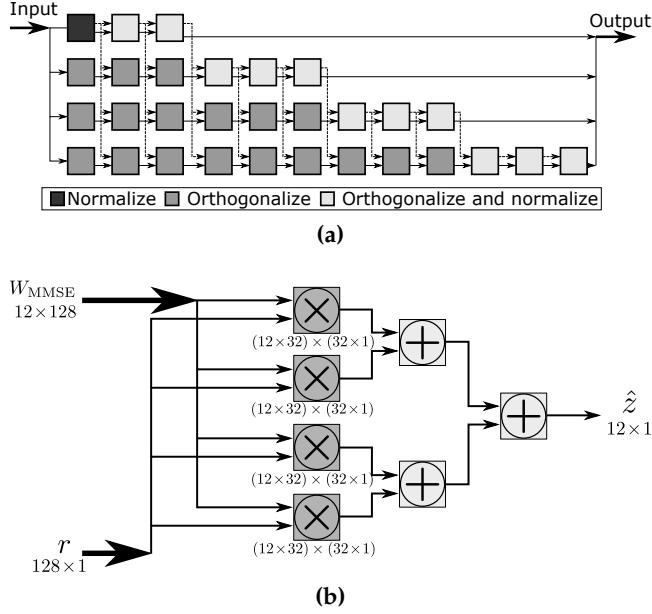 Input
Output
Normalize Orthogonalize Orthogonalize and normalize
(a)
W_MMSE
12×128
(12×32) × (32×1)
(12×32) × (32×1)
ẑ
12×1
(12×32) × (32×1)
r
128×1
(12×32) × (32×1)
(b)